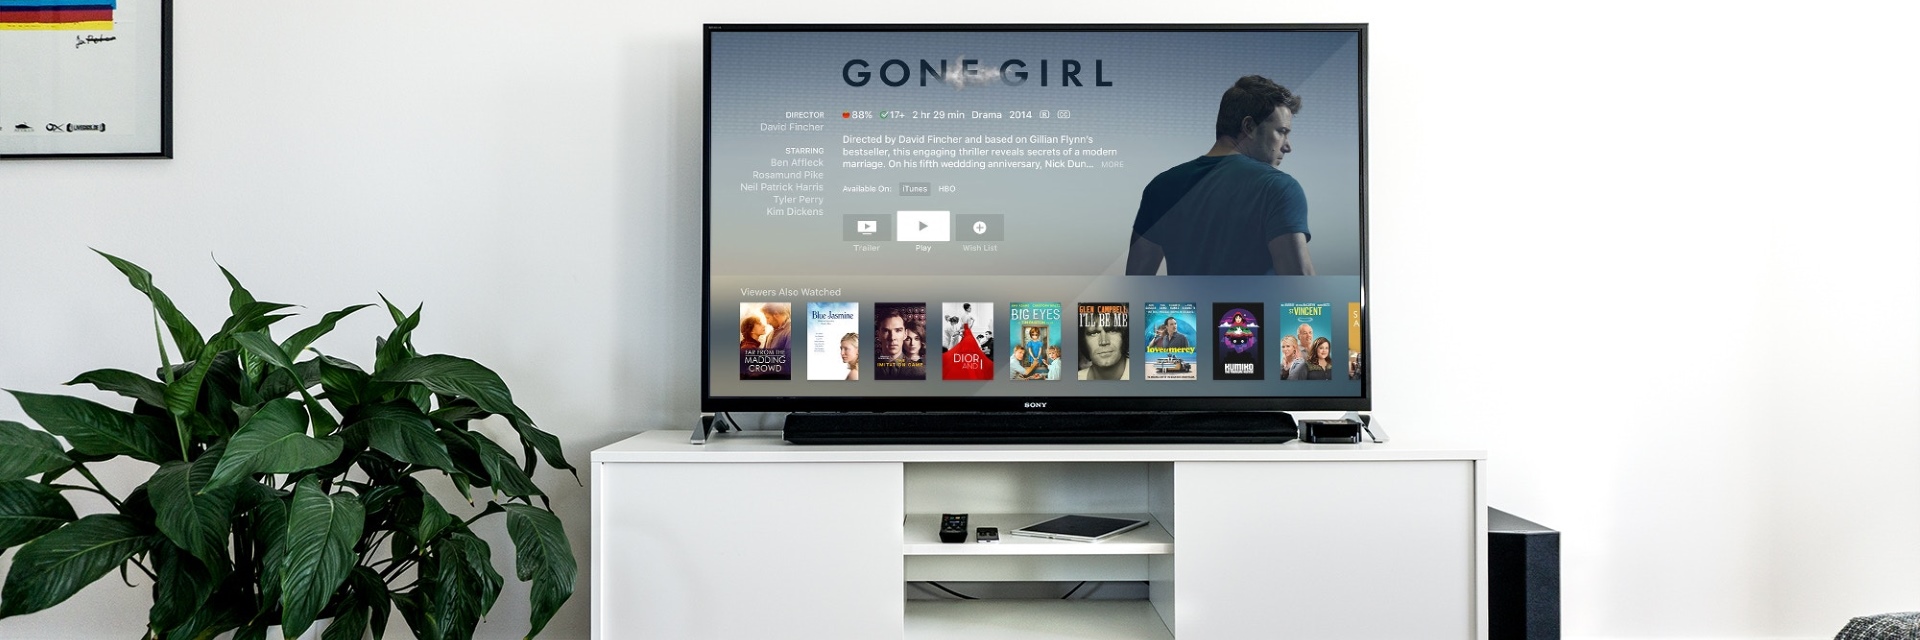 GONE GIRL
DIRECTOR
David Fincher
STARRING
Ben Affleck
Rosamund Pike
Neil Patrick Harris
Tyler Perry
Kim Dickens
88% 17+ 2 hr 29 min Drama 2014 R CC
Directed by David Fincher and based on Gillian Flynn's
bestseller, this engaging thriller reveals secrets of a modern
marriage. On his fifth weddding anniversary, Nick Dun... MORE
Available On: iTunes HBO
Trailer Play Wish List
Viewers Also Watched
FAR FROM THE
MADDING
CROWD
Blue Jasmine
IMITATION GAME
DIOR
AND I
BIG EYES
GLEN CAMPBELL
I'LL BE ME
love&mercy
KUMIKO
ST.VINCENT
SONY